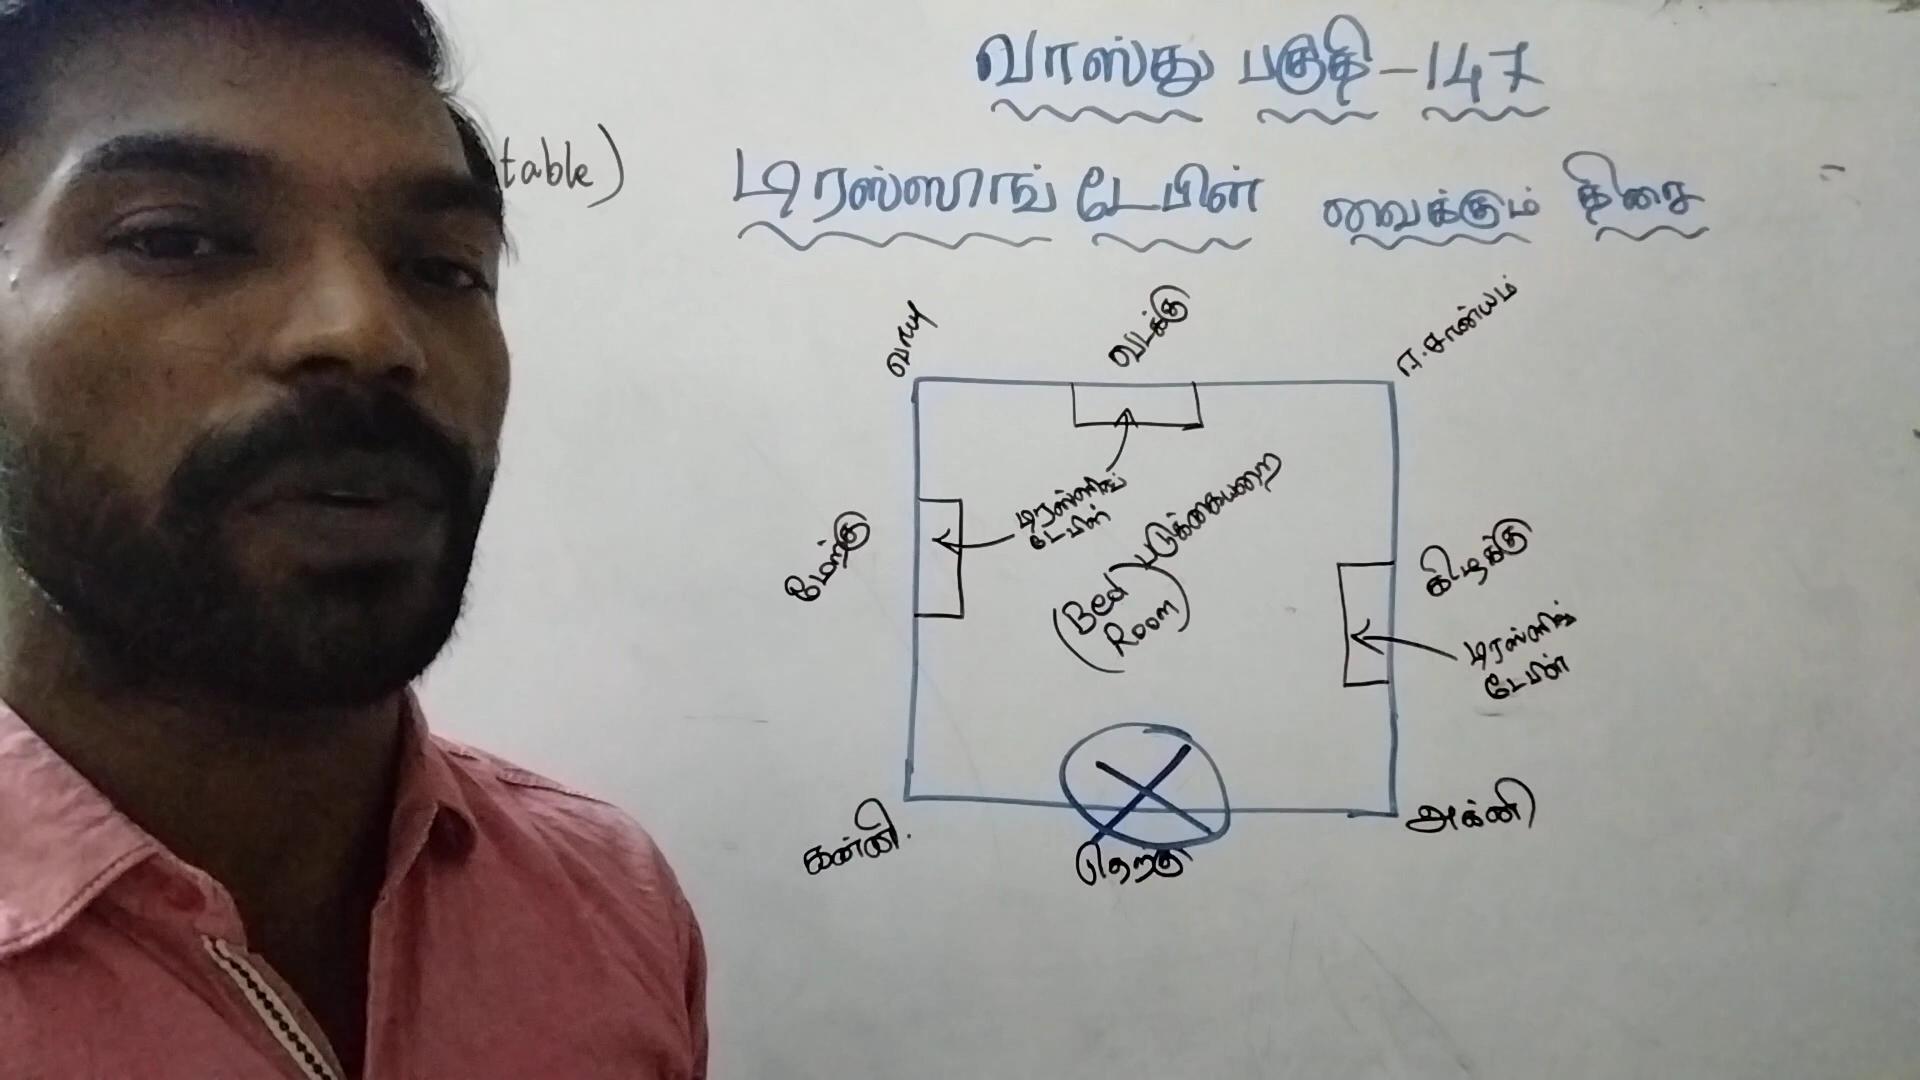 வாஸ்து பகுதி - 147
table)
டிரஸ்ஸிங் டேபிள் வைக்கும் திசை
வாயு
வடக்கு
ஈசான்யம்
மேற்கு
டிரஸ்ஸிங்
டேபிள்
படுக்கையறை
(Bed
Room)
கிழக்கு
டிரஸ்ஸிங்
டேபிள்
கன்னி.
தெற்கு
அக்னி